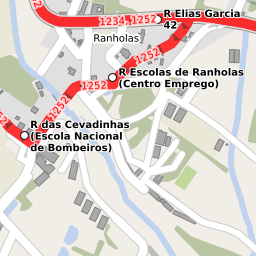 1252
1234, 1252
R Elias Garcia
42
Ranholas
1252
R Escolas de Ranholas
(Centro Emprego)
1252
1252
R das Cevadinhas
(Escola Nacional
de Bombeiros)
1252